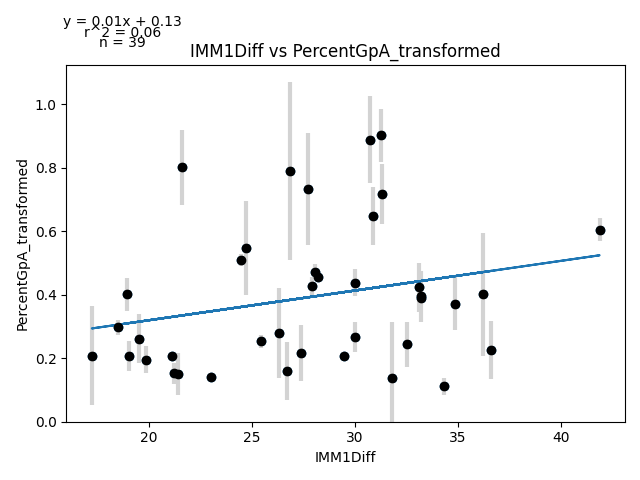 y = 0.01x + 0.13
r^2 = 0.06
n = 39
IMM1Diff vs PercentGpA_transformed
PercentGpA_transformed
1.0
0.8
0.6
0.4
0.2
0.0
20 25 30 35 40
IMM1Diff